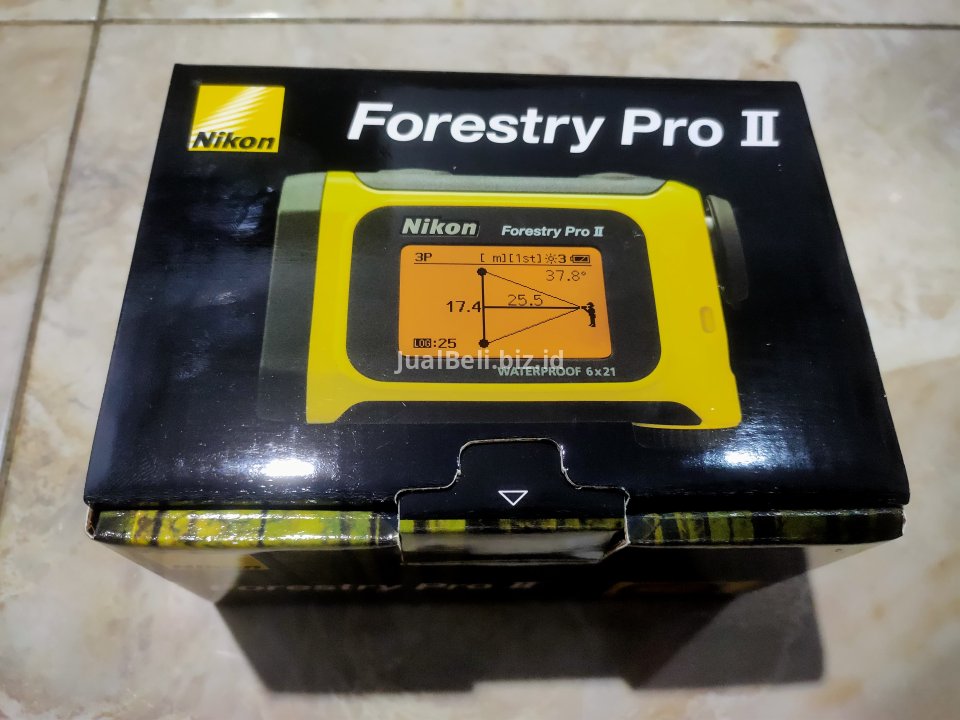 Nikon
Forestry Pro II
Nikon Forestry Pro II
3P [ m][1st] 3
37.8°
17.4 25.5
LOG:25
JualBeli.biz.id
WATERPROOF 6x21
Forestry Pro II